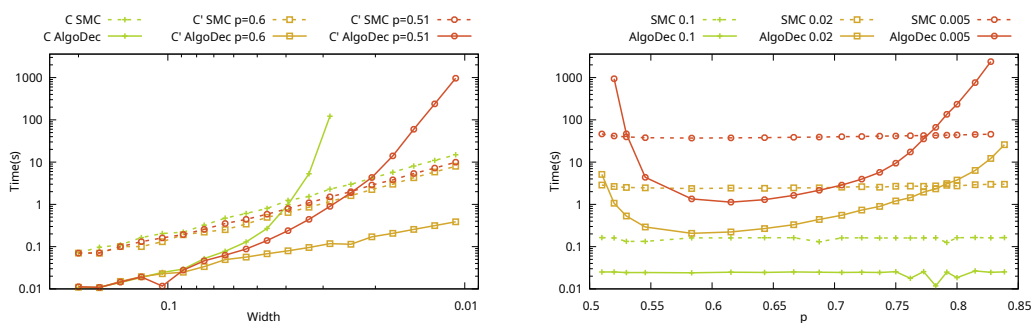 C SMC C' SMC p=0.6 C' SMC p=0.51
C AlgoDec C' AlgoDec p=0.6 C' AlgoDec p=0.51
Time(s)
1000
100
10
1
0.1
0.01
0.1 0.01
Width
SMC 0.1 SMC 0.02 SMC 0.005
AlgoDec 0.1 AlgoDec 0.02 AlgoDec 0.005
Time(s)
1000
100
10
1
0.1
0.01
0.5 0.55 0.6 0.65 0.7 0.75 0.8 0.85
p